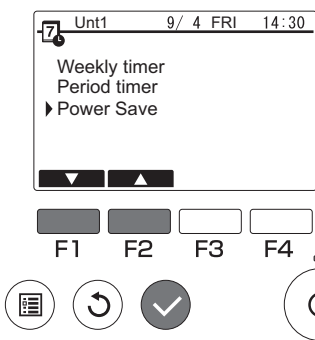 7 Unt1 9/ 4 FRI 14:30
Weekly timer
Period timer
Power Save
F1 F2 F3 F4